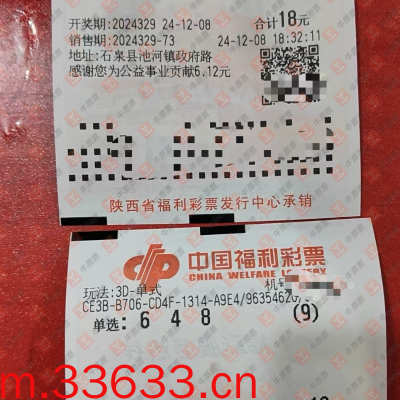 开奖期:2024329 24-12-08 合计18元
销售期:2024329-73 24-12-08 18:32:11
地址:石泉县池河镇政府路
感谢您为公益事业贡献6.12元
陕西省福利彩票发行中心承销
中国福利彩票
CHINA WELFARE LOTTERY
玩法:3D-单式 机
CE3B-B706-CD4F-1314-A9E4/9635462
单选: 6 4 8 (9)
m.33633.cn